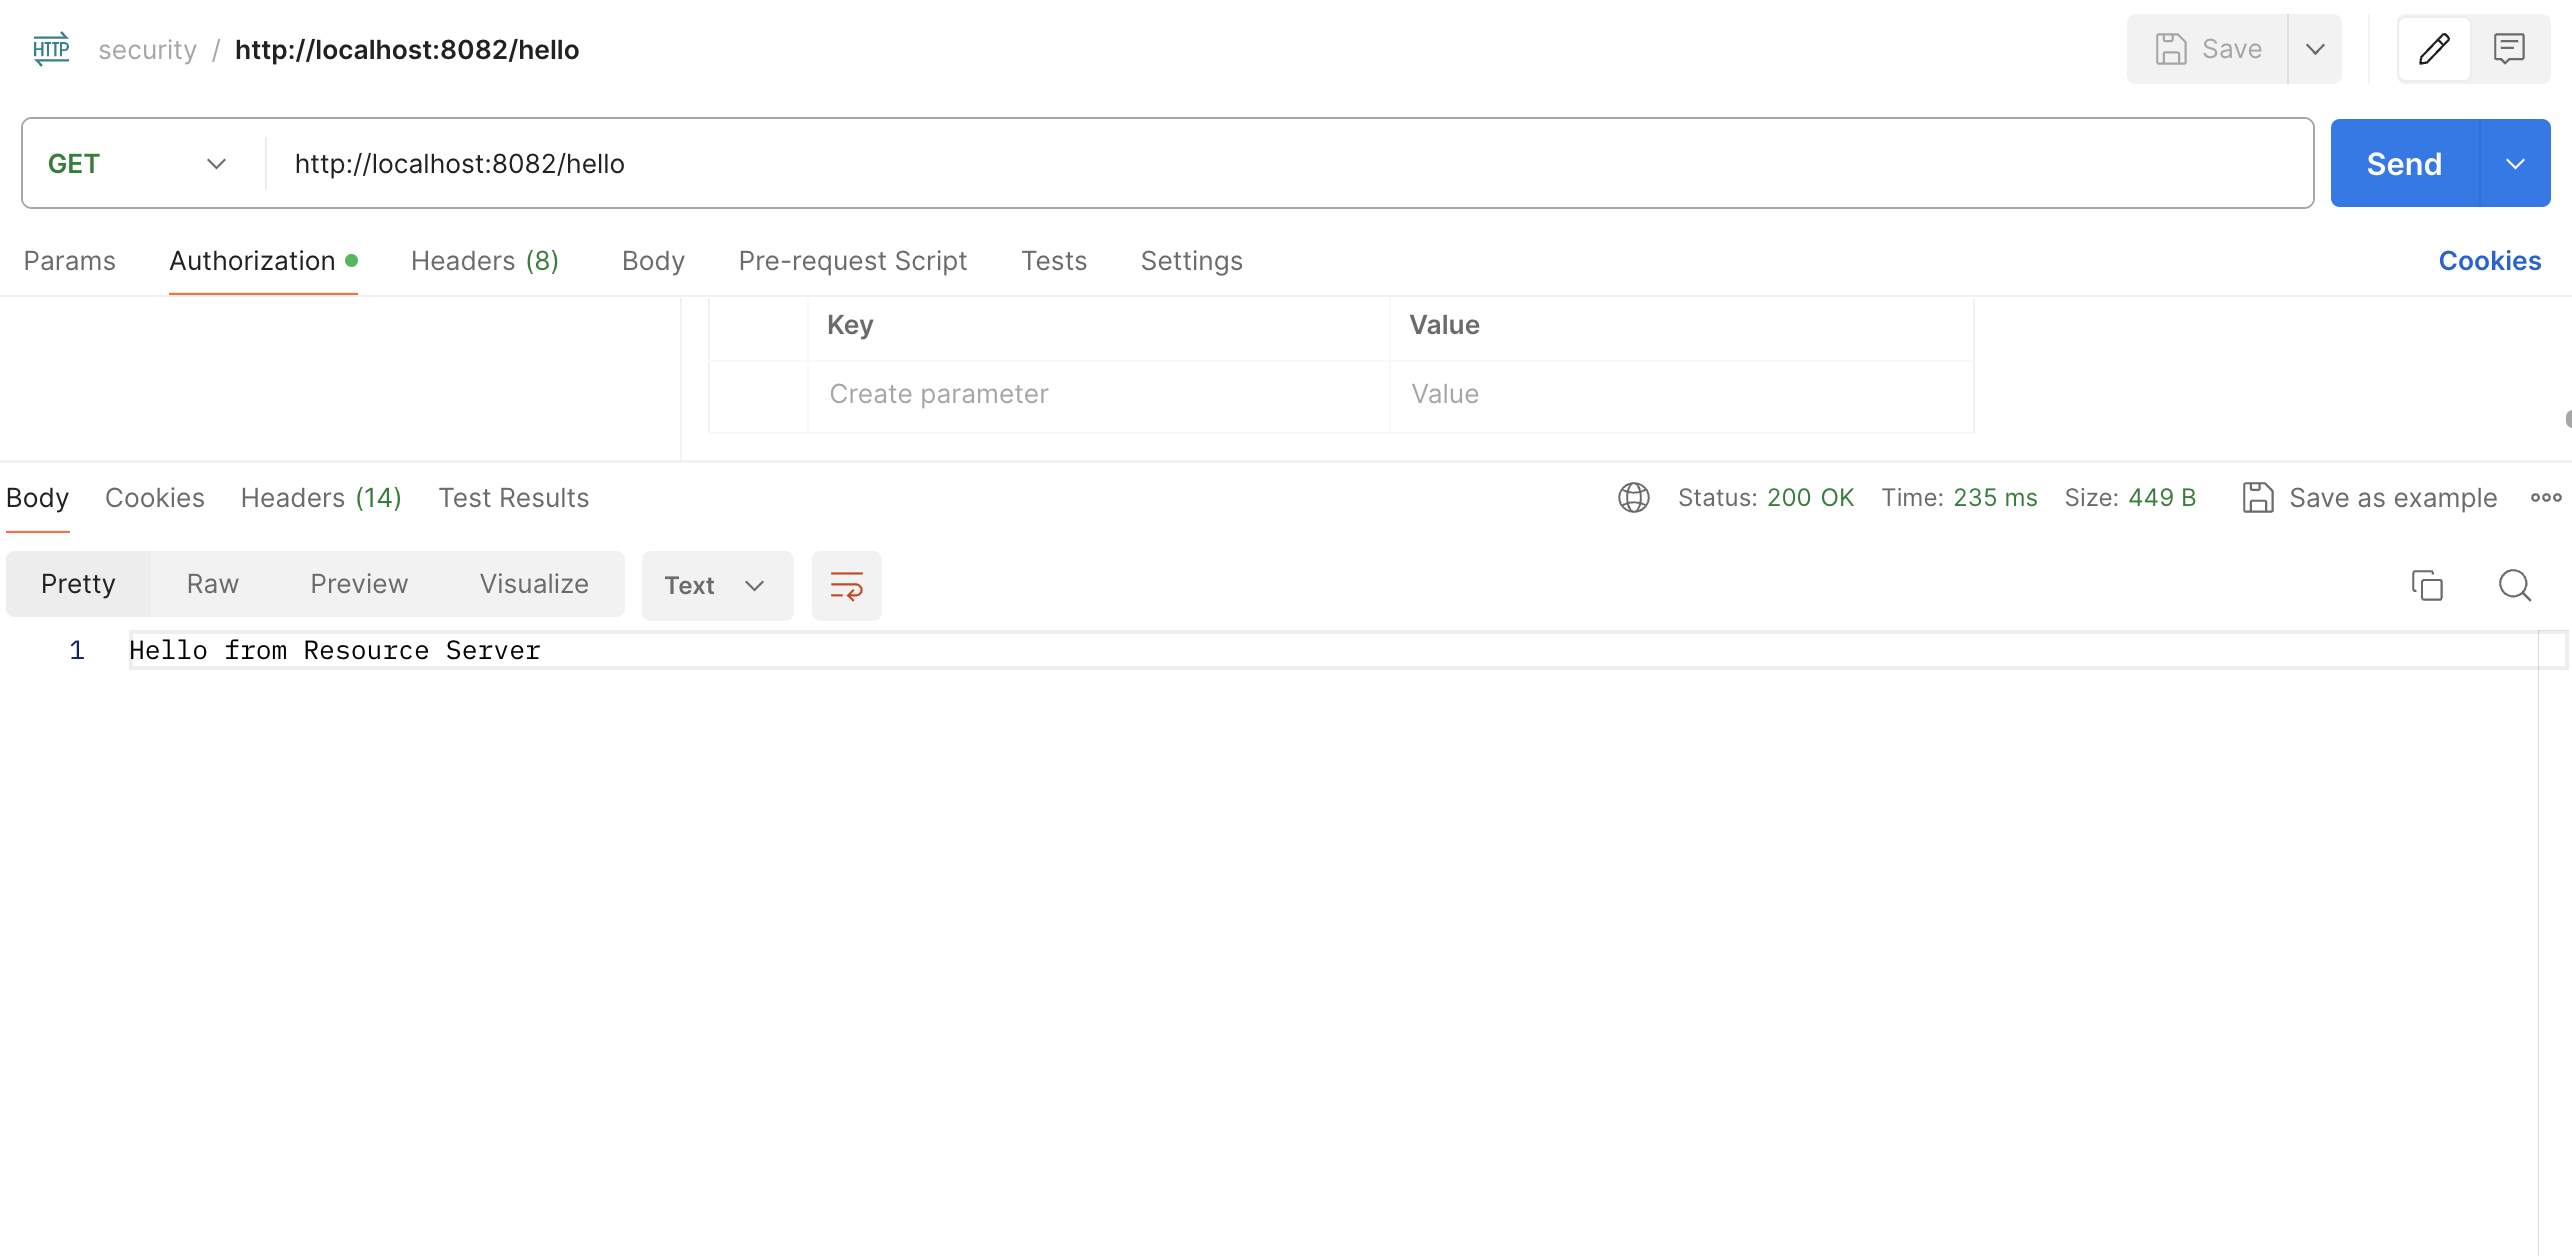 HTTP security / http://localhost:8082/hello Save
GET http://localhost:8082/hello Send
Params Authorization Headers (8) Body Pre-request Script Tests Settings Cookies
Key Value
Create parameter Value
Body Cookies Headers (14) Test Results Status: 200 OK Time: 235 ms Size: 449 B Save as example
Pretty Raw Preview Visualize Text
1 Hello from Resource Server